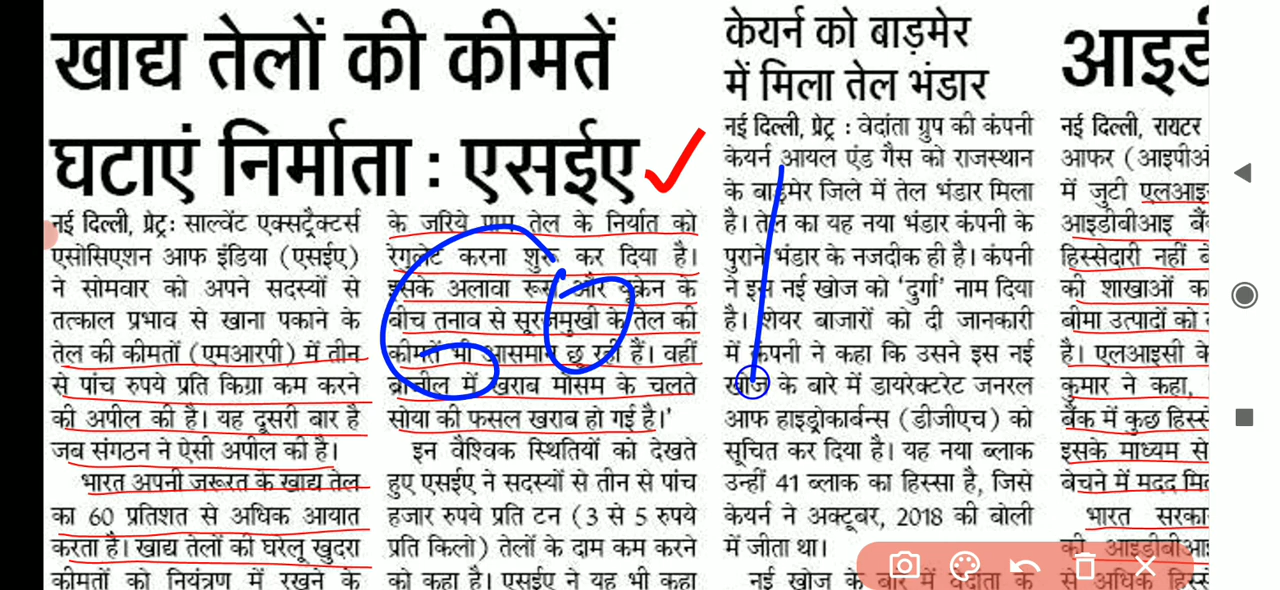 खाद्य तेलों की कीमतें
घटाएं निर्माता : एसईए
नई दिल्ली, प्रेट्र: साल्वेंट एक्सट्रैक्टर्स
एसोसिएशन आफ इंडिया (एसईए)
ने सोमवार को अपने सदस्यों से
तत्काल प्रभाव से खाना पकाने के
तेल की कीमतों (एमआरपी) में तीन
से पांच रुपये प्रति किग्रा कम करने
की अपील की है। यह दूसरी बार है
जब संगठन ने ऐसी अपील की है।
भारत अपनी जरूरत के खाद्य तेल
का 60 प्रतिशत से अधिक आयात
करता है। खाद्य तेलों की घरेलू खुदरा
कीमतों को नियंत्रण में रखने के
के जरिये पाम तेल के निर्यात को
रेगुलेट करना शुरू कर दिया है।
इसके अलावा रूस और यूक्रेन के
बीच तनाव से सूरजमुखी के तेल की
कीमतें भी आसमान छू रही हैं। वहीं
ब्राजील में खराब मौसम के चलते
सोया की फसल खराब हो गई है।'
इन वैश्विक स्थितियों को देखते
हुए एसईए ने सदस्यों से तीन से पांच
हजार रुपये प्रति टन (3 से 5 रुपये
प्रति किलो) तेलों के दाम कम करने
को कहा है। एसईए ने यह भी कहा
केयर्न को बाड़मेर
में मिला तेल भंडार
नई दिल्ली, प्रेट्र : वेदांता ग्रुप की कंपनी
केयर्न आयल एंड गैस को राजस्थान
के बाड़मेर जिले में तेल भंडार मिला
है। तेल का यह नया भंडार कंपनी के
पुराने भंडार के नजदीक ही है। कंपनी
ने इस नई खोज को 'दुर्गा' नाम दिया
है। शेयर बाजारों को दी जानकारी
में कंपनी ने कहा कि उसने इस नई
खोज के बारे में डायरेक्टरेट जनरल
आफ हाइड्रोकार्बन्स (डीजीएच) को
सूचित कर दिया है। यह नया ब्लाक
उन्हीं 41 ब्लाक का हिस्सा है, जिसे
केयर्न ने अक्टूबर, 2018 की बोली
में जीता था।
नई खोज के बारे में वेदांता के
आइडी
नई दिल्ली, रायटर
आफर (आइपीओ
में जुटी एलआइ
आइडीबीआइ बैं
हिस्सेदारी नहीं बे
की शाखाओं का
बीमा उत्पादों को
है। एलआइसी के
कुमार ने कहा,
बैंक में कुछ हिस्से
इसके माध्यम से
बेचने में मदद मि
भारत सरका
की आइडीबीआ
से अधिक हिस्से